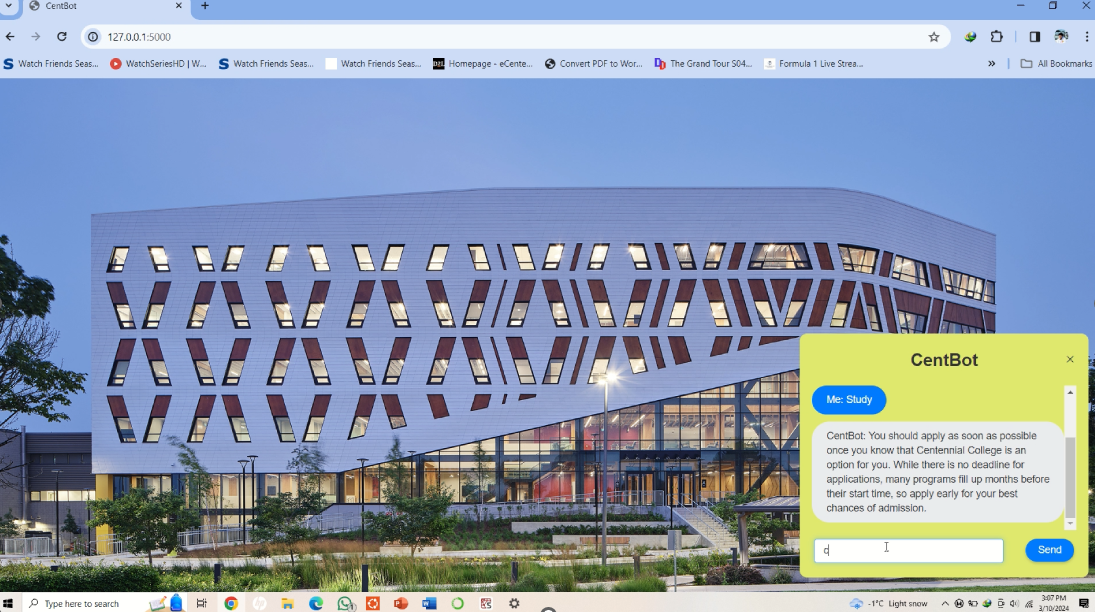 CentBot
127.0.0.1:5000
Watch Friends Seas...
WatchSeriesHD | W...
Watch Friends Seas...
Watch Friends Seas...
Homepage - eCente...
Convert PDF to Wor...
The Grand Tour S04...
Formula 1 Live Strea...
All Bookmarks
CentBot
Me: Study
CentBot: You should apply as soon as possible
once you know that Centennial College is an
option for you. While there is no deadline for
applications, many programs fill up months before
their start time, so apply early for your best
chances of admission.
c
Send
Type here to search
-1°C Light snow
3:07 PM
3/10/2024